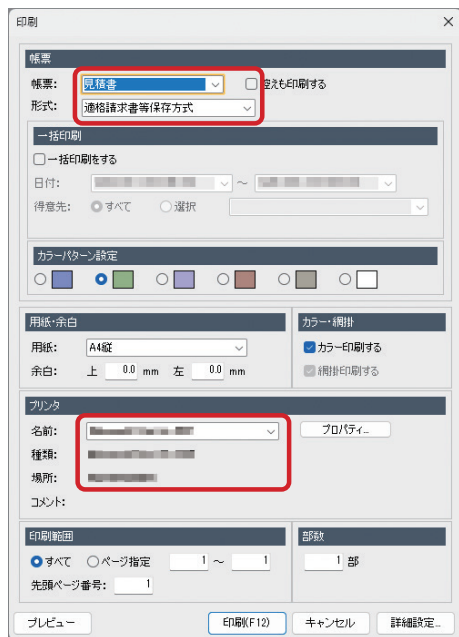 印刷
帳票
帳票: 見積書 控えも印刷する
形式: 適格請求書等保存方式
一括印刷
一括印刷をする
日付: ～
得意先: すべて 選択
カラーパターン設定
用紙・余白 カラー・網掛
用紙: A4縦 カラー印刷する
余白: 上 0.0 mm 左 0.0 mm 網掛印刷する
プリンタ
名前: プロパティ...
種類:
場所:
コメント:
印刷範囲 部数
すべて ページ指定 1 ～ 1 1 部
先頭ページ番号: 1
プレビュー 印刷(F12) キャンセル 詳細設定...